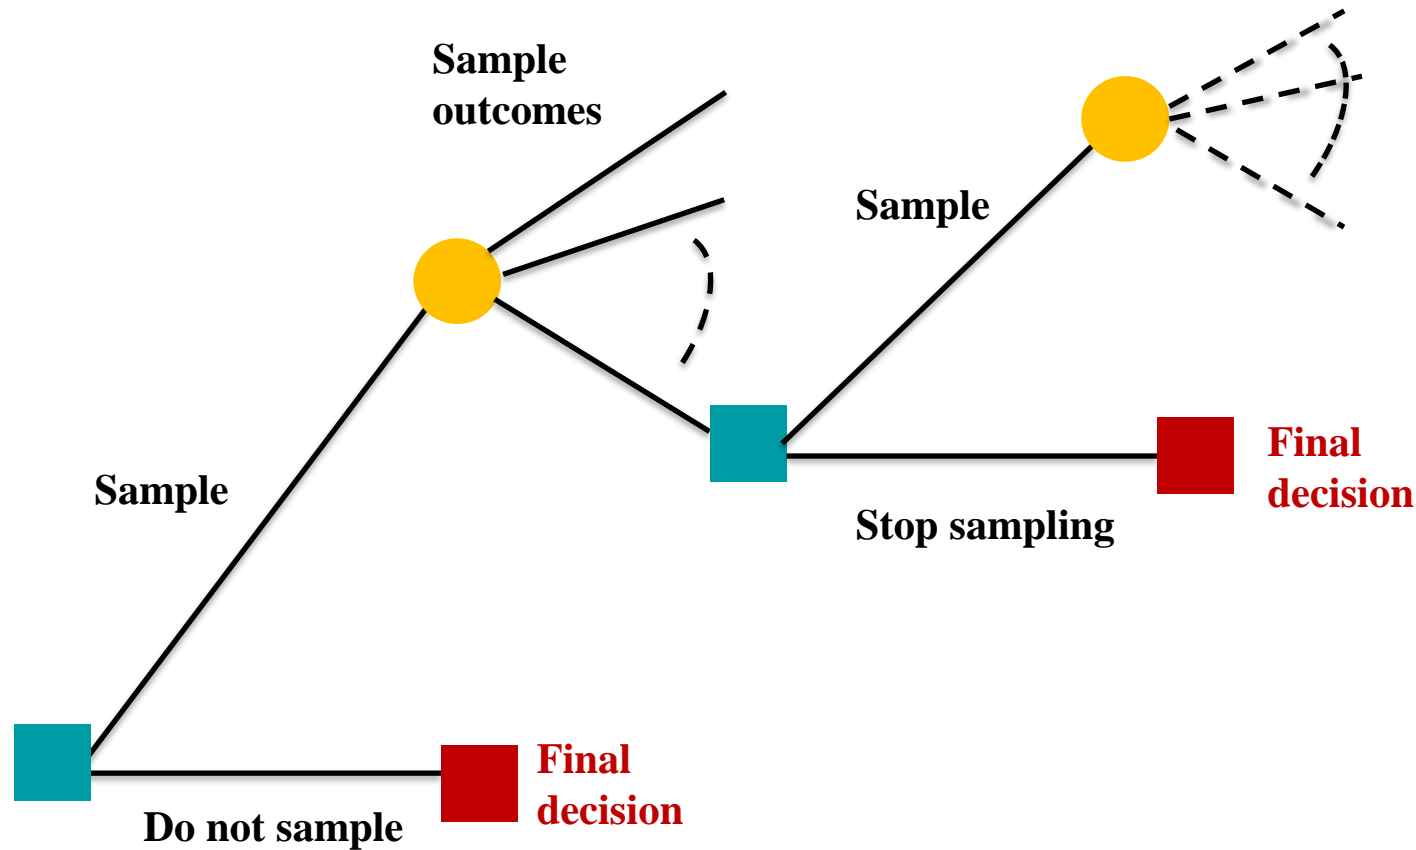 Sample
outcomes
Sample
Sample
Final
decision
Stop sampling
Final
decision
Do not sample